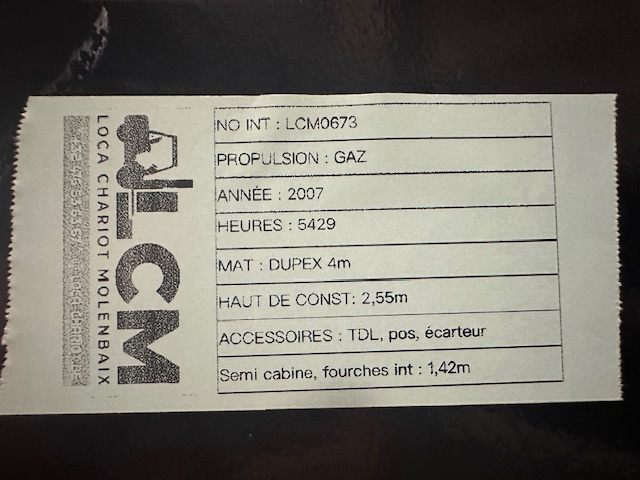 LCM
LOCA CHARIOT MOLENBAIX
NO INT : LCM0673
PROPULSION : GAZ
ANNÉE : 2007
HEURES : 5429
MAT : DUPEX 4m
HAUT DE CONST: 2,55m
ACCESSOIRES : TDL, pos, écarteur
Semi cabine, fourches int : 1,42m